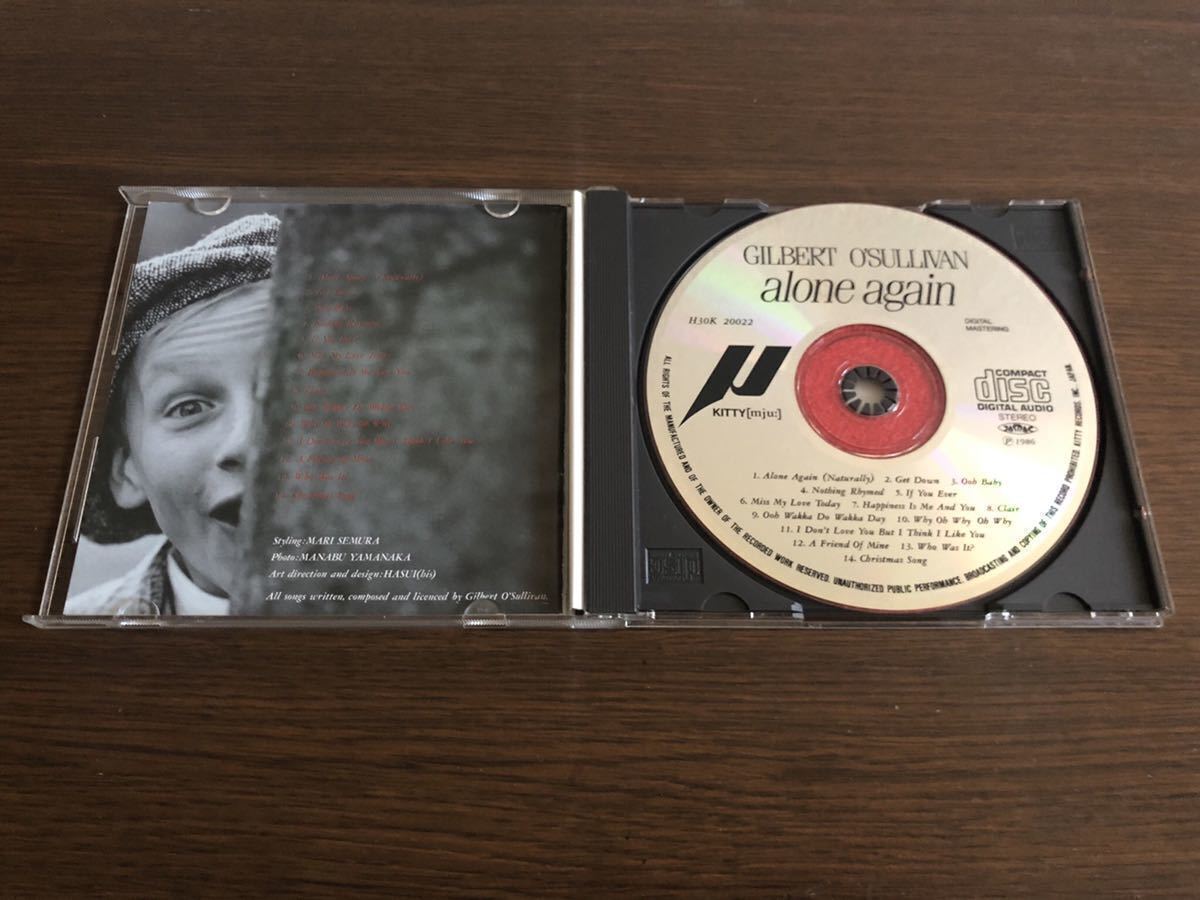 Styling:MARI SEMURA
Photo:MANABU YAMANAKA
Art direction and design:HASUI(his)
All songs written, composed and licenced by Gilbert O'Sullivan.
GILBERT O'SULLIVAN
alone again
H30K 20022
DIGITAL
MASTERING
μ
KITTY[mju:]
COMPACT
disc
DIGITAL AUDIO
STEREO
JASRAC
Ⓟ 1986
1. Alone Again (Naturally) 2. Get Down 3. Ooh Baby
4. Nothing Rhymed 5. If You Ever
6. Miss My Love Today 7. Happiness Is Me And You 8. Clair
9. Ooh Wakka Do Wakka Day 10. Why Oh Why Oh Why
11. I Don't Love You But I Think I Like You
12. A Friend Of Mine 13. Who Was It?
14. Christmas Song
ALL RIGHTS OF THE MANUFACTURED AND OF THE OWNER OF THE RECORDED WORK RESERVED. UNAUTHORIZED PUBLIC PERFORMANCE, BROADCASTING AND COPYING OF THIS RECORD PROHIBITED. KITTY RECORDS INC. JAPAN.